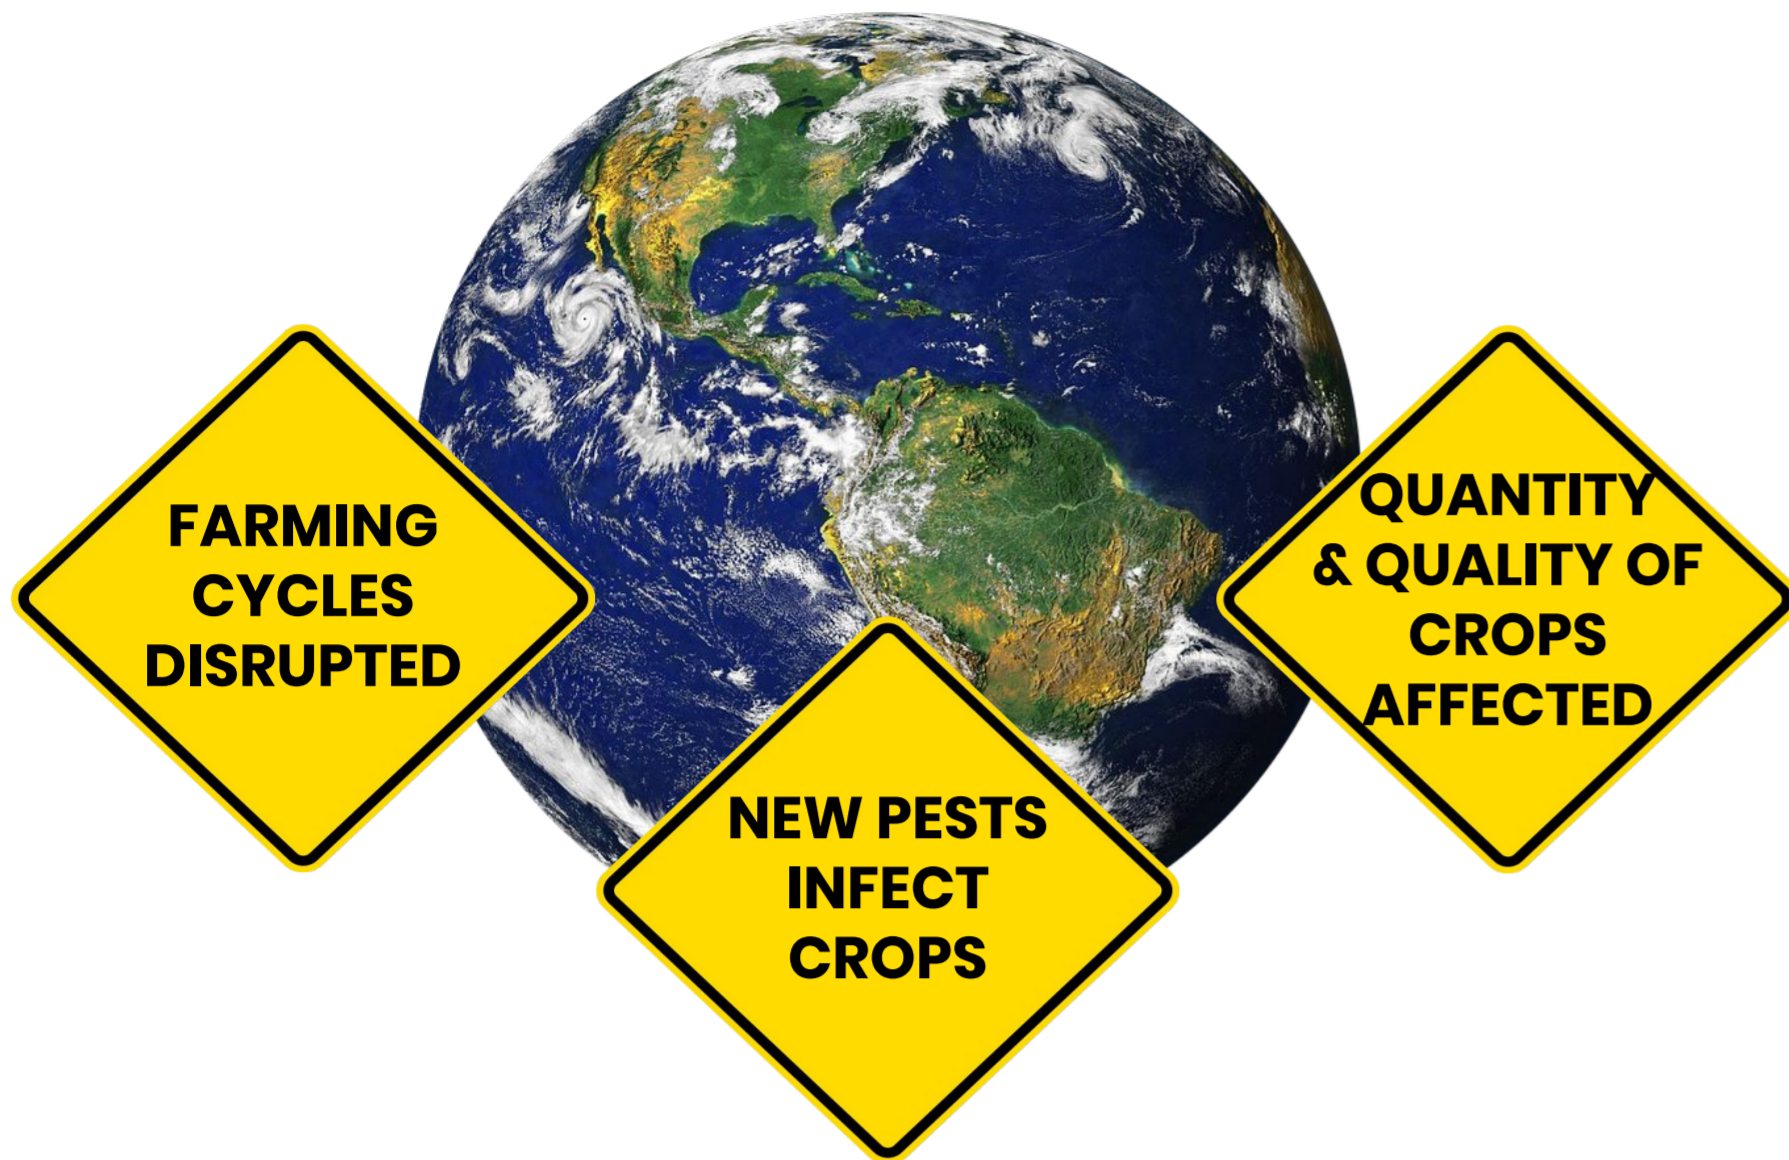 FARMING
CYCLES
DISRUPTED
NEW PESTS
INFECT
CROPS
QUANTITY
& QUALITY OF
CROPS
AFFECTED